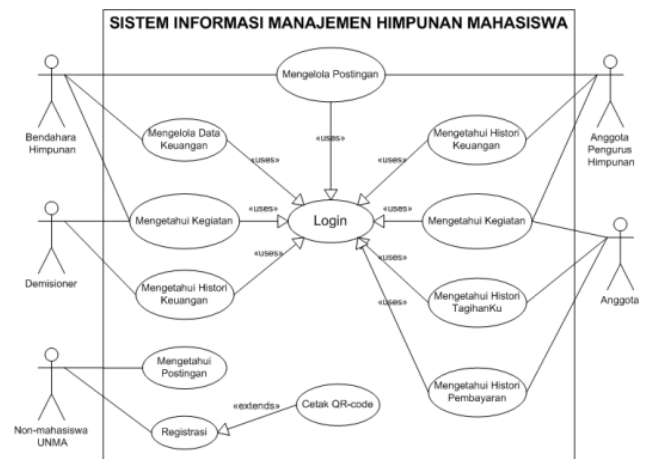 SISTEM INFORMASI MANAJEMEN HIMPUNAN MAHASISWA
Mengelola Postingan
Bendahara
Himpunan
Anggota
Pengurus
Himpunan
Mengelola Data
Keuangan
«uses»
Mengetahui Histori
Keuangan
«uses»
«uses»
Mengetahui Kegiatan
«uses»
Login
«uses»
Mengetahui Kegiatan
Demisioner
Mengetahui Histori
Keuangan
«uses»
«uses»
Mengetahui Histori
TagihanKu
Anggota
«uses»
Mengetahui
Postingan
Mengetahui Histori
Pembayaran
Non-mahasiswa
UNMA
Registrasi
«extends»
Cetak QR-code